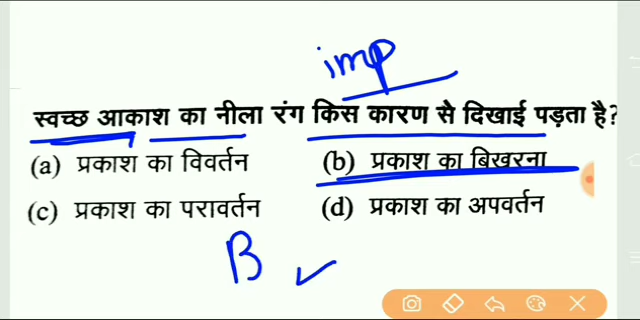 imp
स्वच्छ आकाश का नीला रंग किस कारण से दिखाई पड़ता है?
(a) प्रकाश का विवर्तन (b) प्रकाश का बिखरना
(c) प्रकाश का परावर्तन (d) प्रकाश का अपवर्तन
B